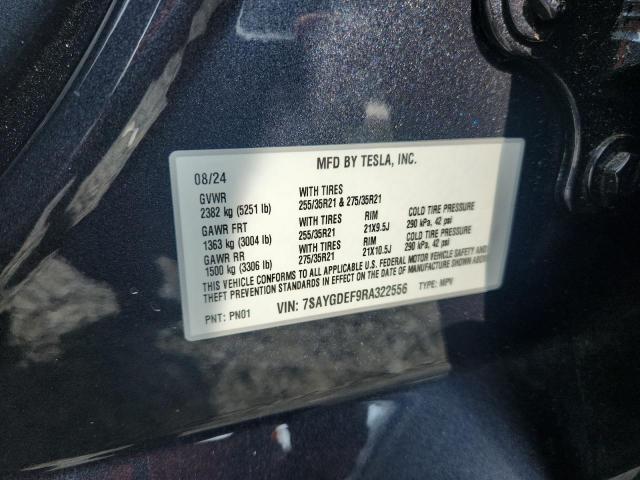 MFD BY TESLA, INC.
08/24
GVWR WITH TIRES
2382 kg (5251 lb) 255/35R21 & 275/35R21
GAWR FRT WITH TIRES RIM COLD TIRE PRESSURE
1363 kg (3004 lb) 255/35R21 21X9.5J 290 kPa, 42 psi
GAWR RR WITH TIRES RIM COLD TIRE PRESSURE
1500 kg (3306 lb) 275/35R21 21X10.5J 290 kPa, 42 psi
THIS VEHICLE CONFORMS TO ALL APPLICABLE U.S. FEDERAL MOTOR VEHICLE SAFETY AND
THEFT PREVENTION STANDARDS IN EFFECT ON THE DATE OF MANUFACTURE SHOWN ABOVE.
PNT: PN01 VIN: 7SAYGDEF9RA322556 TYPE: MPV